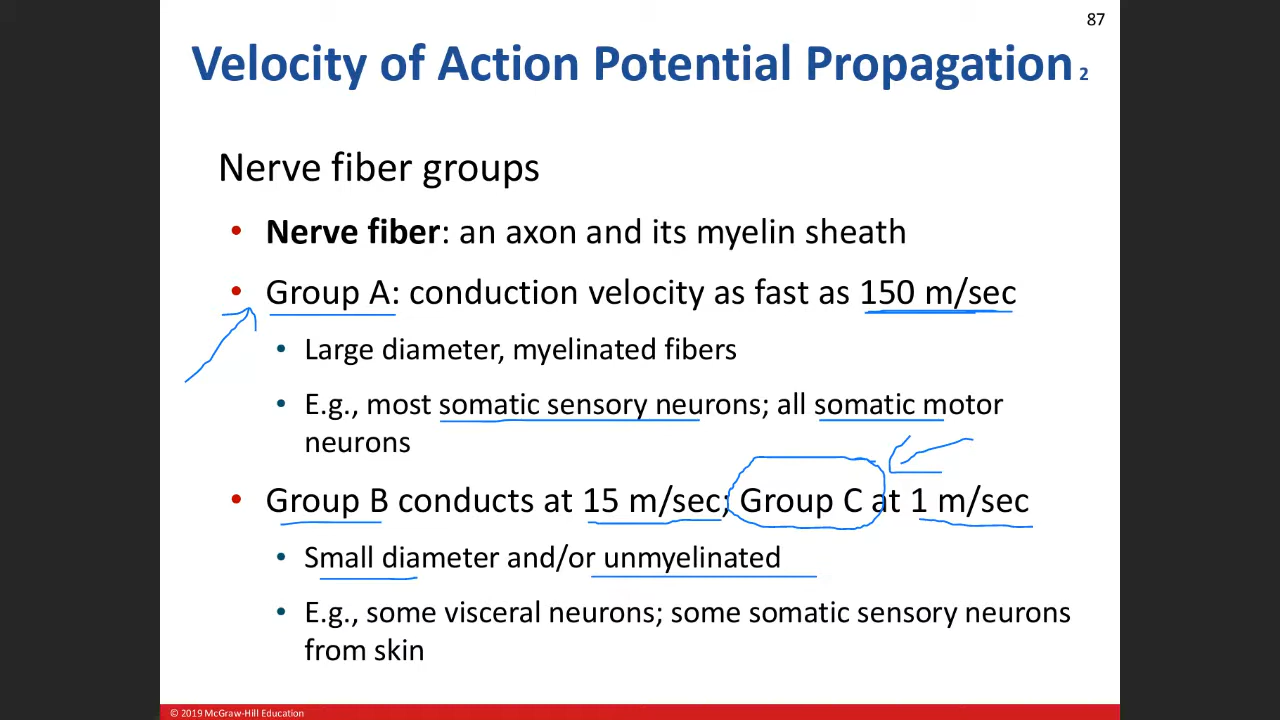 87
Velocity of Action Potential Propagation 2
Nerve fiber groups
• Nerve fiber: an axon and its myelin sheath
• Group A: conduction velocity as fast as 150 m/sec
• Large diameter, myelinated fibers
• E.g., most somatic sensory neurons; all somatic motor
neurons
• Group B conducts at 15 m/sec; Group C at 1 m/sec
• Small diameter and/or unmyelinated
• E.g., some visceral neurons; some somatic sensory neurons
from skin
© 2019 McGraw-Hill Education